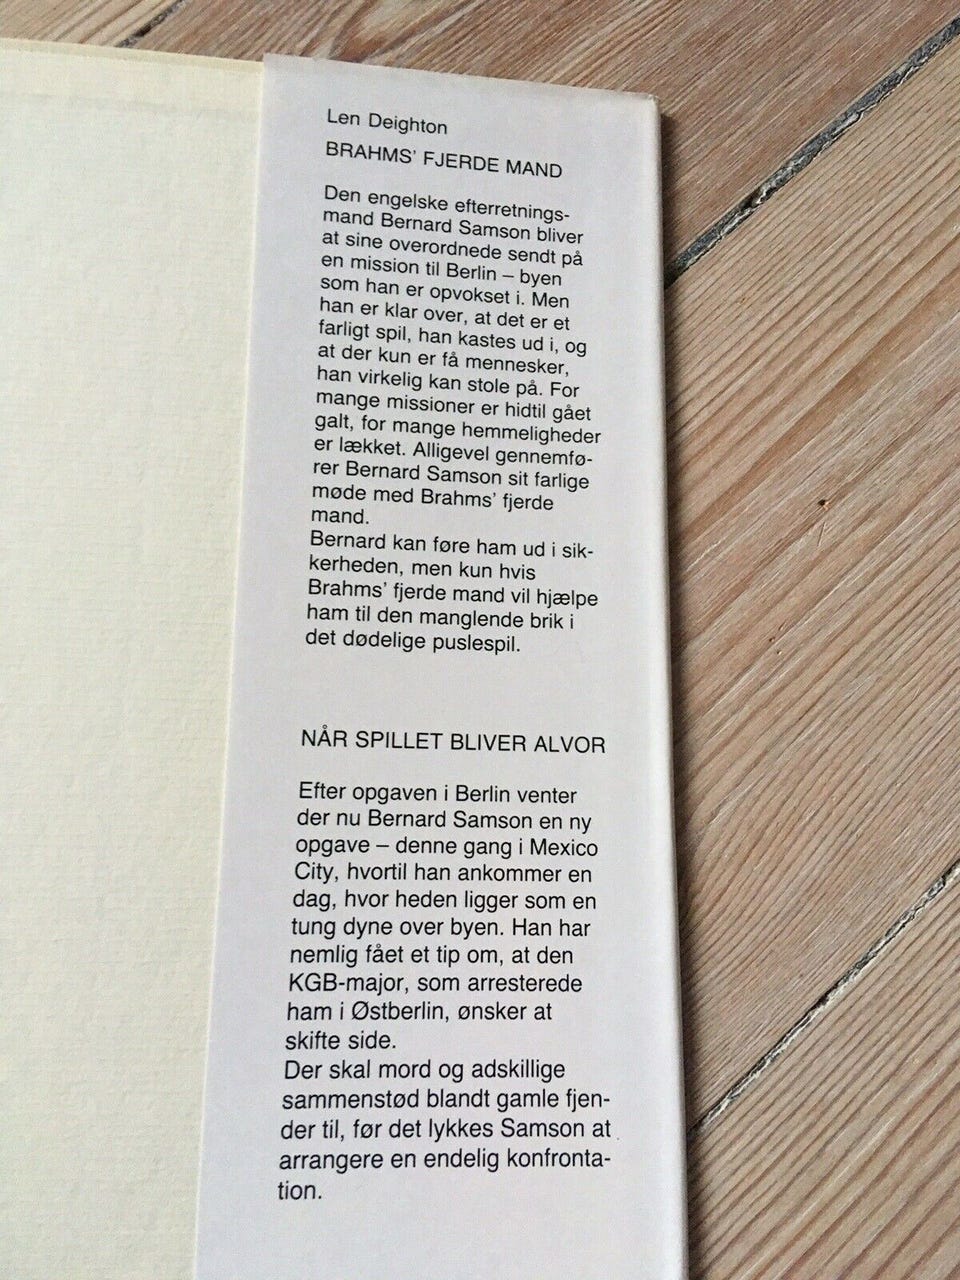 Len Deighton
BRAHMS' FJERDE MAND
Den engelske efterretnings-
mand Bernard Samson bliver
at sine overordnede sendt på
en mission til Berlin – byen
som han er opvokset i. Men
han er klar over, at det er et
farligt spil, han kastes ud i, og
at der kun er få mennesker,
han virkelig kan stole på. For
mange missioner er hidtil gået
galt, for mange hemmeligheder
er lækket. Alligevel gennemfø-
rer Bernard Samson sit farlige
møde med Brahms' fjerde
mand.
Bernard kan føre ham ud i sik-
kerheden, men kun hvis
Brahms' fjerde mand vil hjælpe
ham til den manglende brik i
det dødelige puslespil.
NÅR SPILLET BLIVER ALVOR
Efter opgaven i Berlin venter
der nu Bernard Samson en ny
opgave – denne gang i Mexico
City, hvortil han ankommer en
dag, hvor heden ligger som en
tung dyne over byen. Han har
nemlig fået et tip om, at den
KGB-major, som arresterede
ham i Østberlin, ønsker at
skifte side.
Der skal mord og adskillige
sammenstød blandt gamle fjen-
der til, før det lykkes Samson at
arrangere en endelig konfronta-
tion.